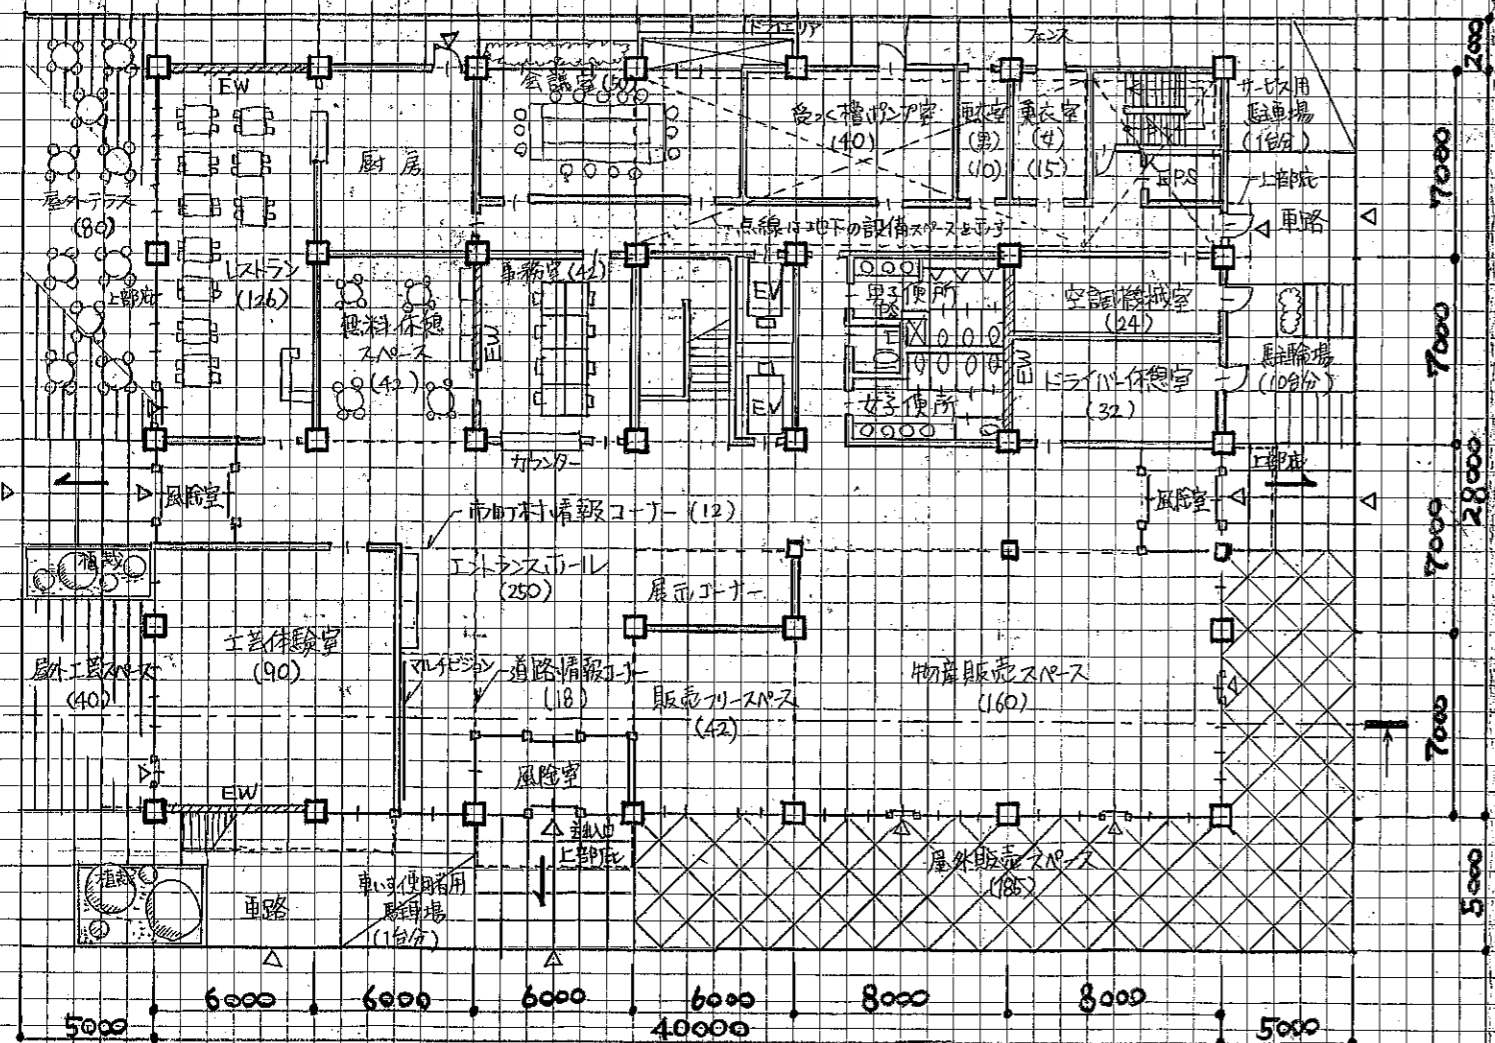 ドライエリア
フェンス
2000
EW
会議室(50)
受水槽ポンプ室
(40)
更衣室
(男)
(10)
更衣室
(女)
(15)
サービス用
駐車場
(1台分)
厨房
EPS
上部庇
車路
7000
屋外テラス
(80)
点線は地下の設備スペースを示す
レストラン
(126)
上部庇
事務室(42)
無料休憩
スペース
(42)
EW
EV
EV
男子便所
PS
女子便所
EW
空調機械室
(24)
ドライバー休憩室
(32)
駐輪場
(10台分)
7000
カウンター
風除室
風除室
上部庇
28000
市町村情報コーナー(12)
7000
植栽
エントランスホール
(250)
展示コーナー
工芸体験室
(90)
屋外工芸スペース
(40)
マルチビジョン
道路情報コーナー
(18)
販売フリースペース
(42)
物産販売スペース
(160)
7000
風除室
EW
主出入口
上部庇
屋外販売スペース
(185)
植栽
車路
車いす使用者用
駐車場
(1台分)
5000
6000
6000
6000
6000
8000
8000
5000
40000
5000